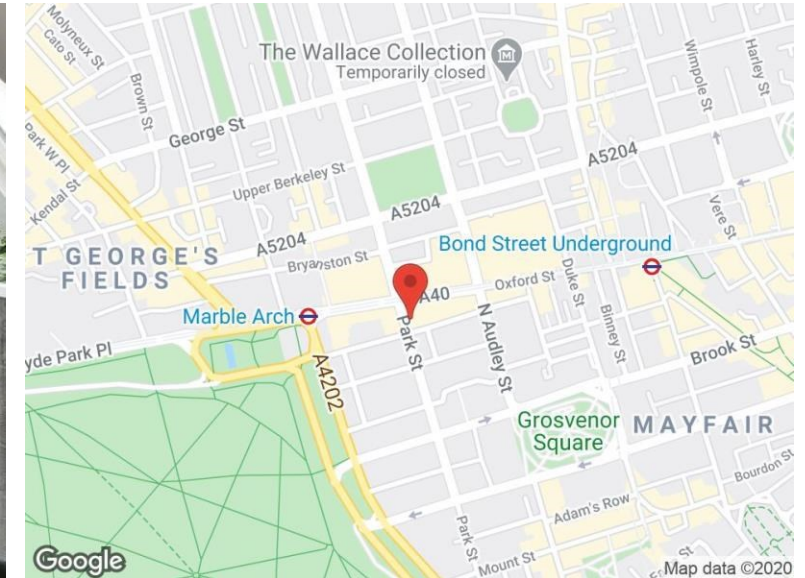 Molyneux St
Cato St
Brown St
The Wallace Collection
Temporarily closed
Wimpole St
Harley St
Park W Pl
George St
Kendal St
Upper Berkeley St
A5204
A5204
A5204
Vere St
T GEORGE'S
FIELDS
Bryanston St
Bond Street Underground
Oxford St
Duke St
A40
Marble Arch
Park St
N Audley St
Binney St
yde Park Pl
Brook St
A4202
Grosvenor
Square
MAYFAIR
Bourdon St
Adam's Row
Park St
Mount St
Google
Map data ©2020